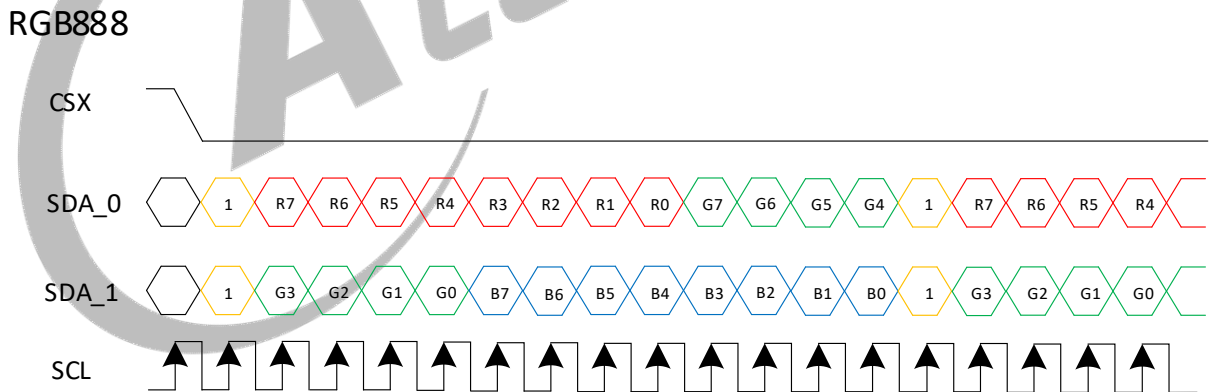 RGB888
CSX
SDA_0 1 R7 R6 R5 R4 R3 R2 R1 R0 G7 G6 G5 G4 1 R7 R6 R5 R4
SDA_1 1 G3 G2 G1 G0 B7 B6 B5 B4 B3 B2 B1 B0 1 G3 G2 G1 G0
SCL